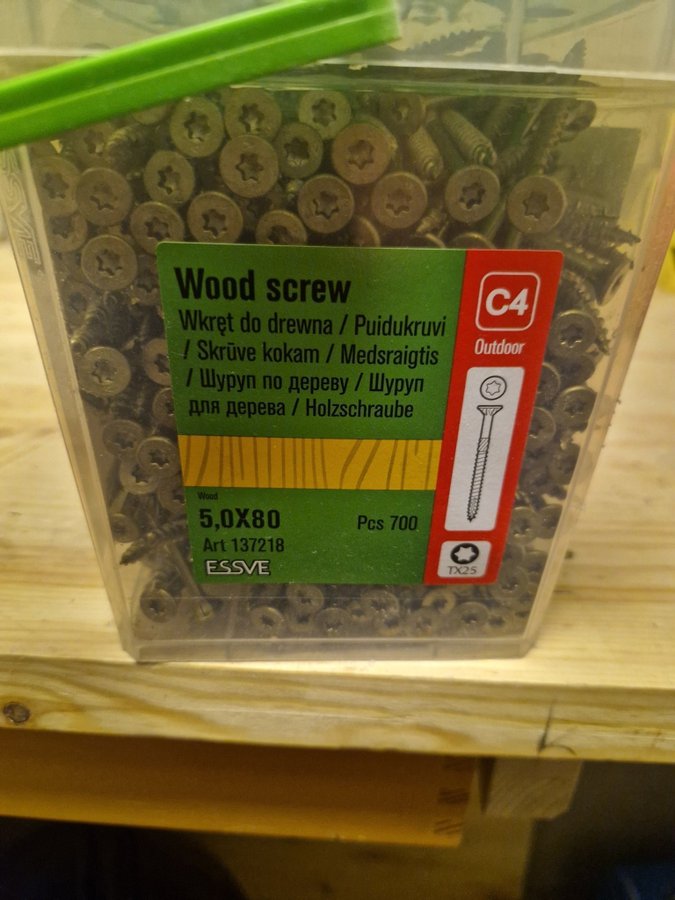 Wood screw
Wkręt do drewna / Puidukruvi
/ Skrūve kokam / Medsraigtis
/ Шуруп по дереву / Шуруп
для дерева / Holzschraube
C4
Outdoor
Wood
5,0X80
Pcs 700
Art 137218
ESSVE
TX25